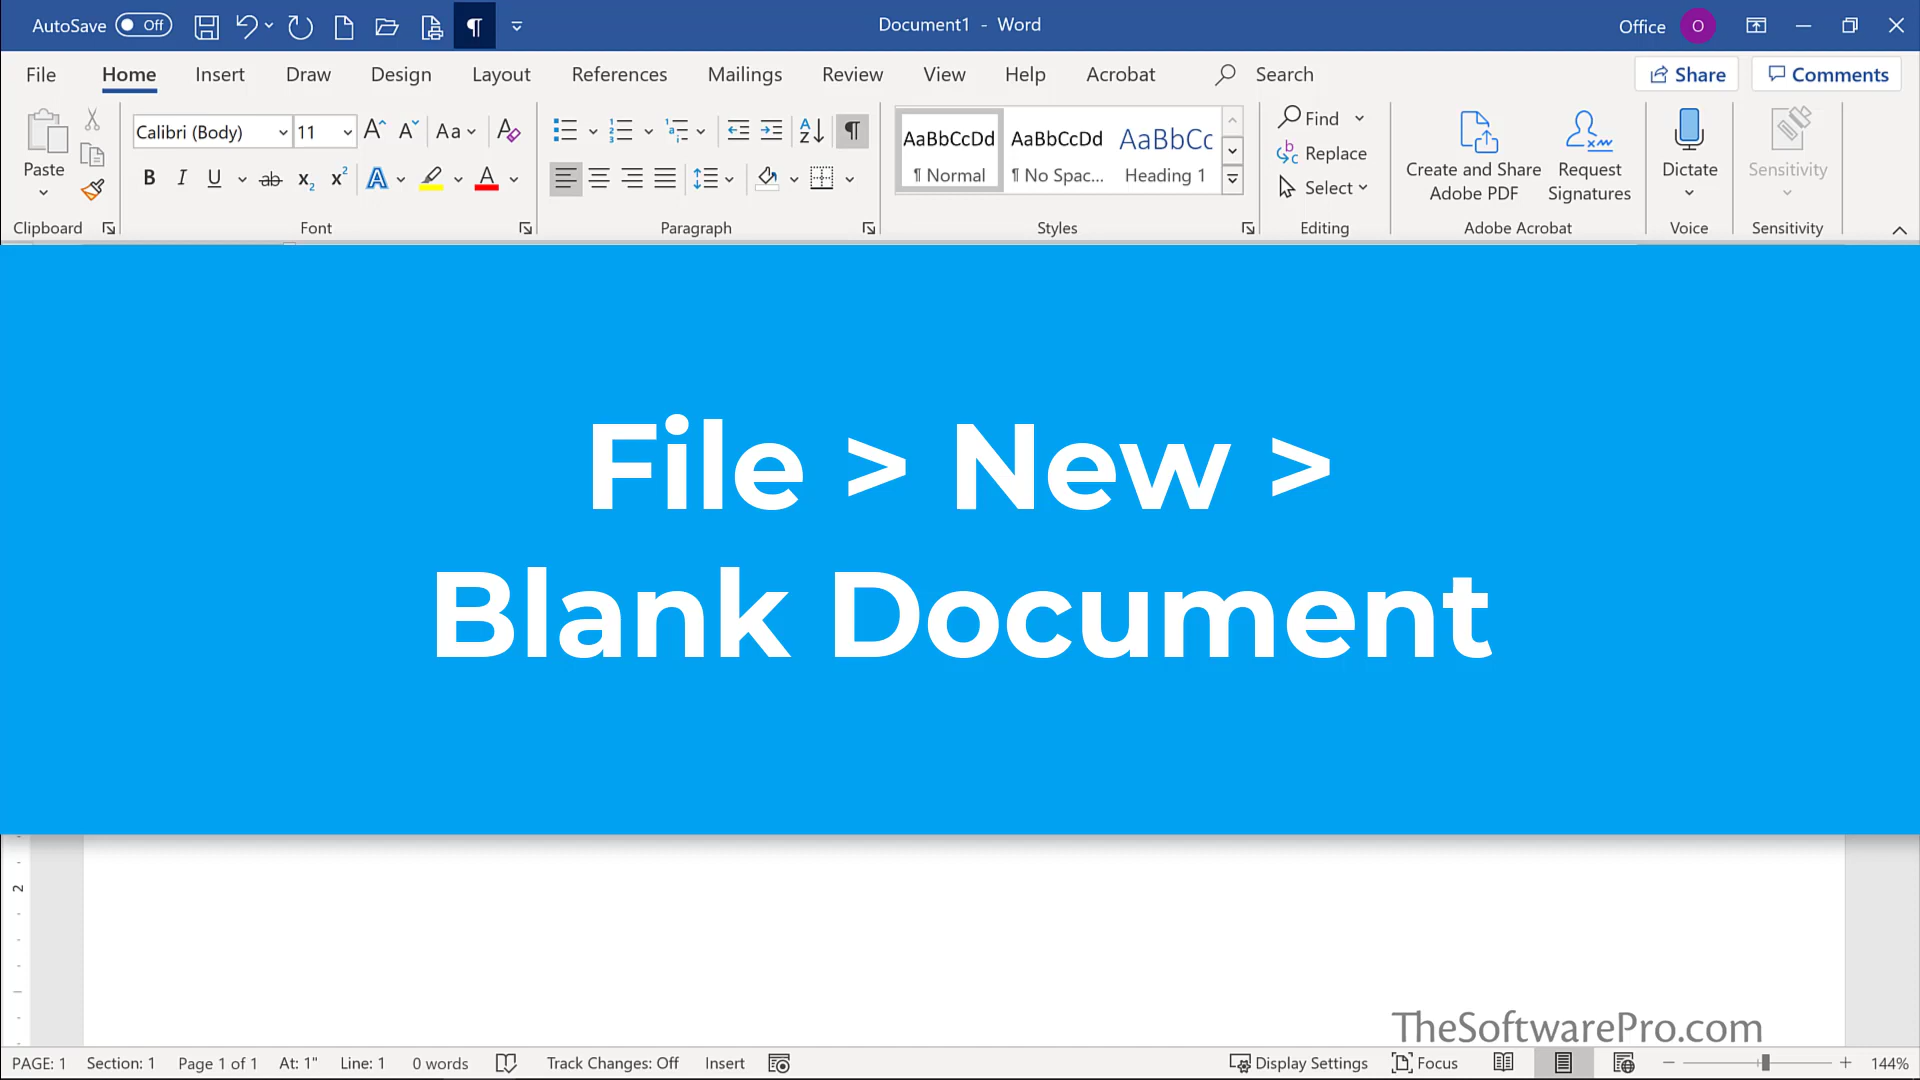 AutoSave Off Document1 - Word Office O
File Home Insert Draw Design Layout References Mailings Review View Help Acrobat Search Share Comments
Paste
Clipboard
Calibri (Body) 11 Aa
B I U ab x2 x2 A A
Font
Paragraph
AaBbCcDd AaBbCcDd AaBbCc
¶ Normal ¶ No Spac... Heading 1
Styles
Find
Replace
Select
Editing
Create and Share
Adobe PDF
Request
Signatures
Adobe Acrobat
Dictate
Voice
Sensitivity
Sensitivity
File > New >
Blank Document
2
TheSoftwarePro.com
PAGE: 1 Section: 1 Page 1 of 1 At: 1" Line: 1 0 words Track Changes: Off Insert Display Settings Focus 144%